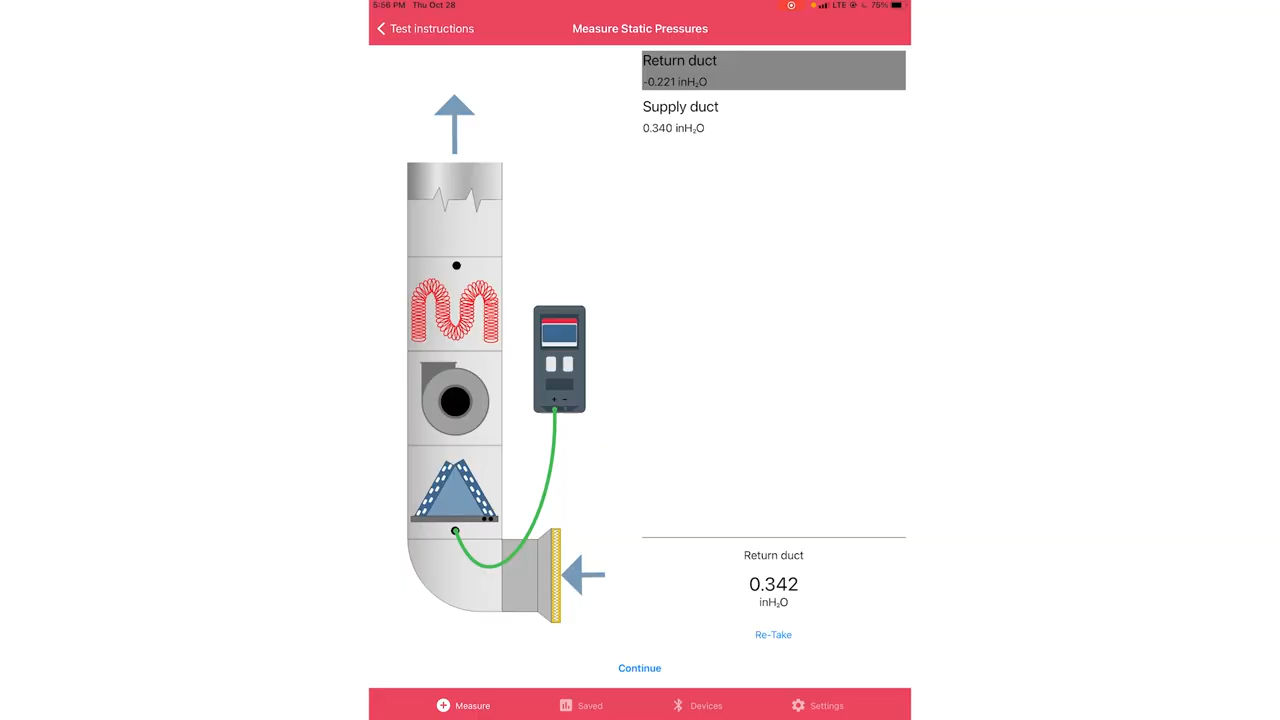 5:56 PM Thu Oct 28
LTE 75%
Test instructions
Measure Static Pressures
Return duct
-0.221 inH₂O
Supply duct
0.340 inH₂O
+ −
Return duct
0.342
inH₂O
Re-Take
Continue
Measure
Saved
Devices
Settings